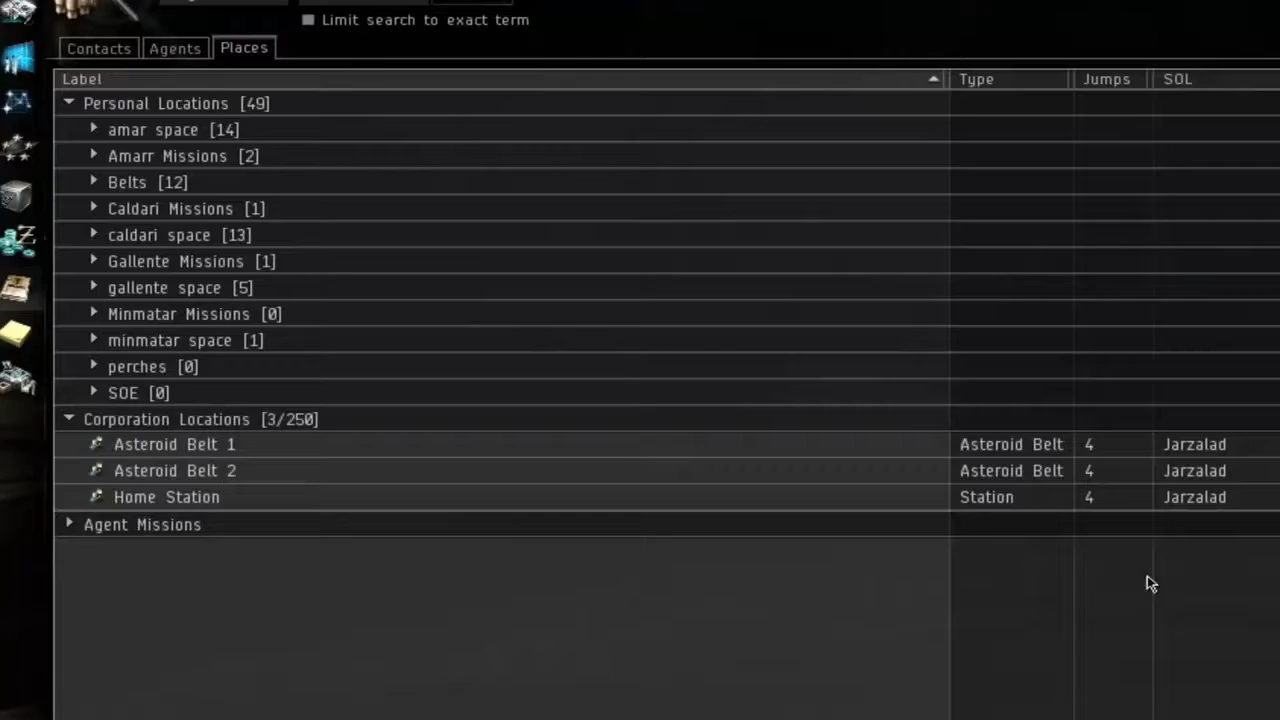 Limit search to exact term
Contacts Agents Places
Label Type Jumps SOL
Personal Locations [49]
amar space [14]
Amarr Missions [2]
Belts [12]
Caldari Missions [1]
caldari space [13]
Gallente Missions [1]
gallente space [5]
Minmatar Missions [0]
minmatar space [1]
perches [0]
SOE [0]
Corporation Locations [3/250]
Asteroid Belt 1 Asteroid Belt 4 Jarzalad
Asteroid Belt 2 Asteroid Belt 4 Jarzalad
Home Station Station 4 Jarzalad
Agent Missions